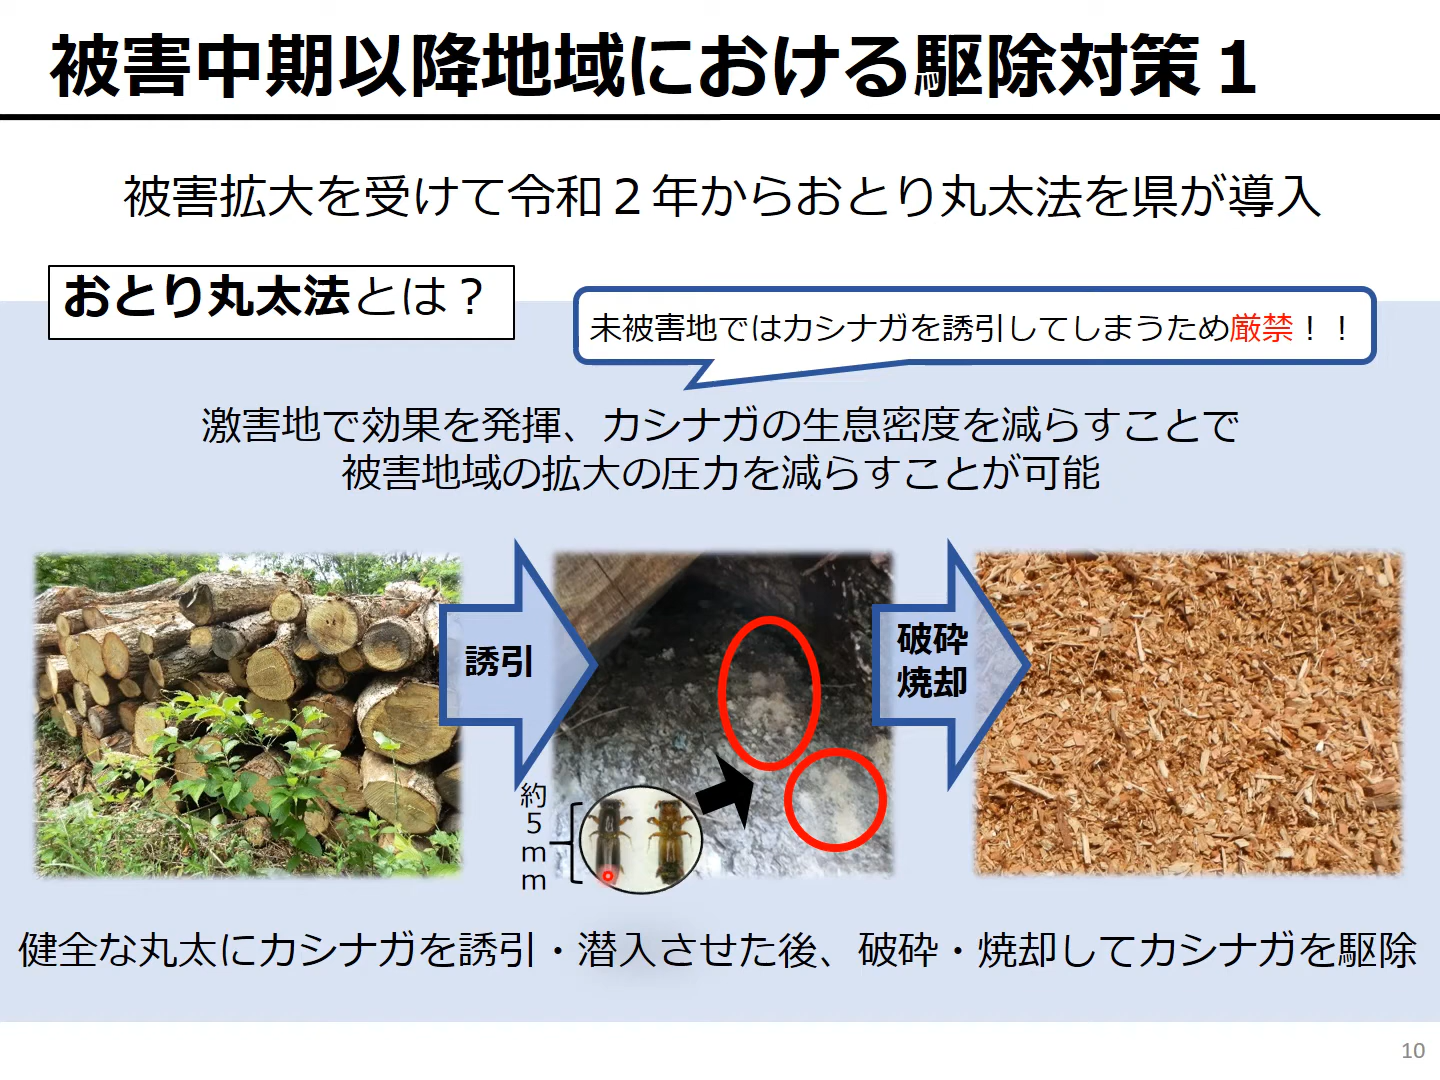 被害中期以降地域における駆除対策１
被害拡大を受けて令和２年からおとり丸太法を県が導入
おとり丸太法とは？
未被害地ではカシナガを誘引してしまうため厳禁！！
激害地で効果を発揮、カシナガの生息密度を減らすことで
被害地域の拡大の圧力を減らすことが可能
誘引
破砕
焼却
約５ｍｍ
健全な丸太にカシナガを誘引・潜入させた後、破砕・焼却してカシナガを駆除
10